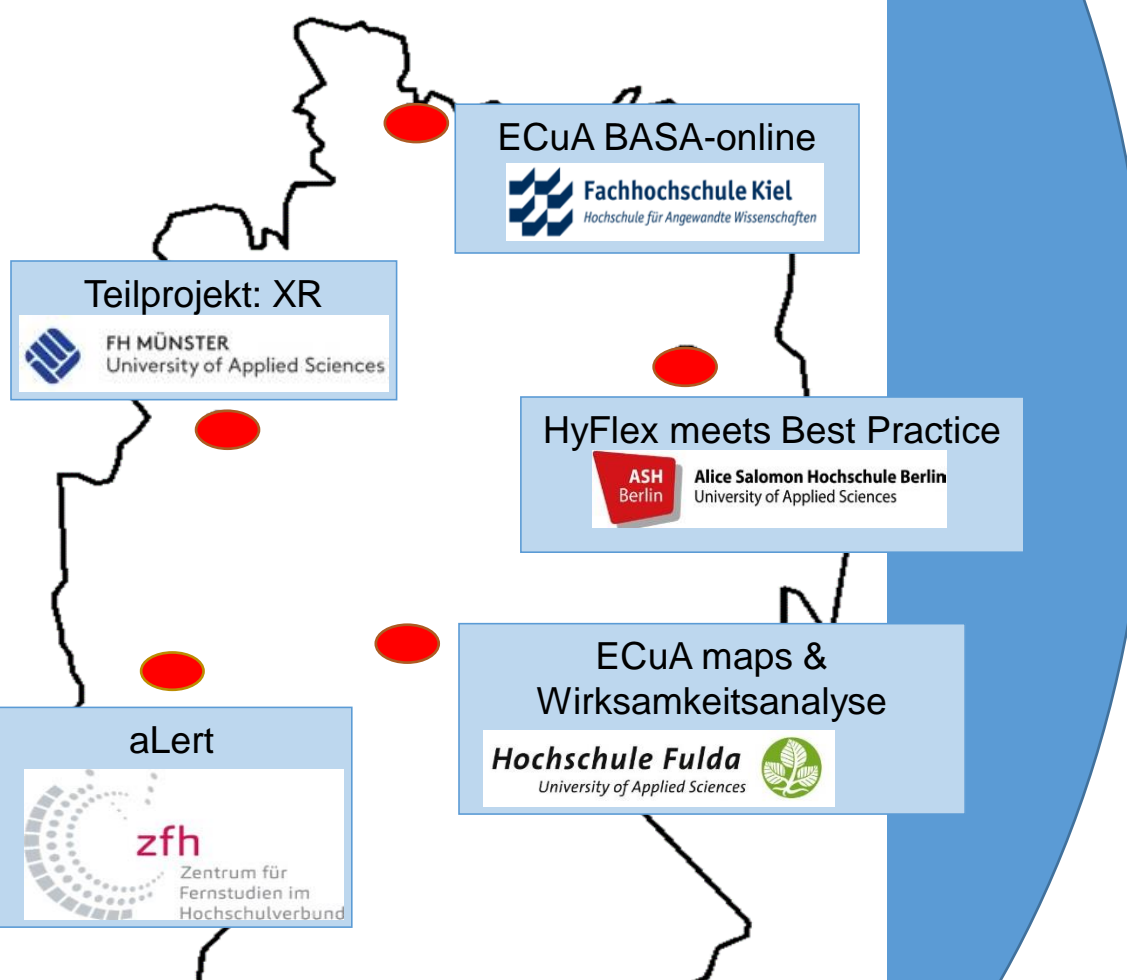 ECuA BASA-online
Fachhochschule Kiel
Hochschule für Angewandte Wissenschaften
Teilprojekt: XR
FH MÜNSTER
University of Applied Sciences
HyFlex meets Best Practice
ASH
Berlin
Alice Salomon Hochschule Berlin
University of Applied Sciences
ECuA maps &
Wirksamkeitsanalyse
Hochschule Fulda
University of Applied Sciences
aLert
zfh
Zentrum für
Fernstudien im
Hochschulverbund